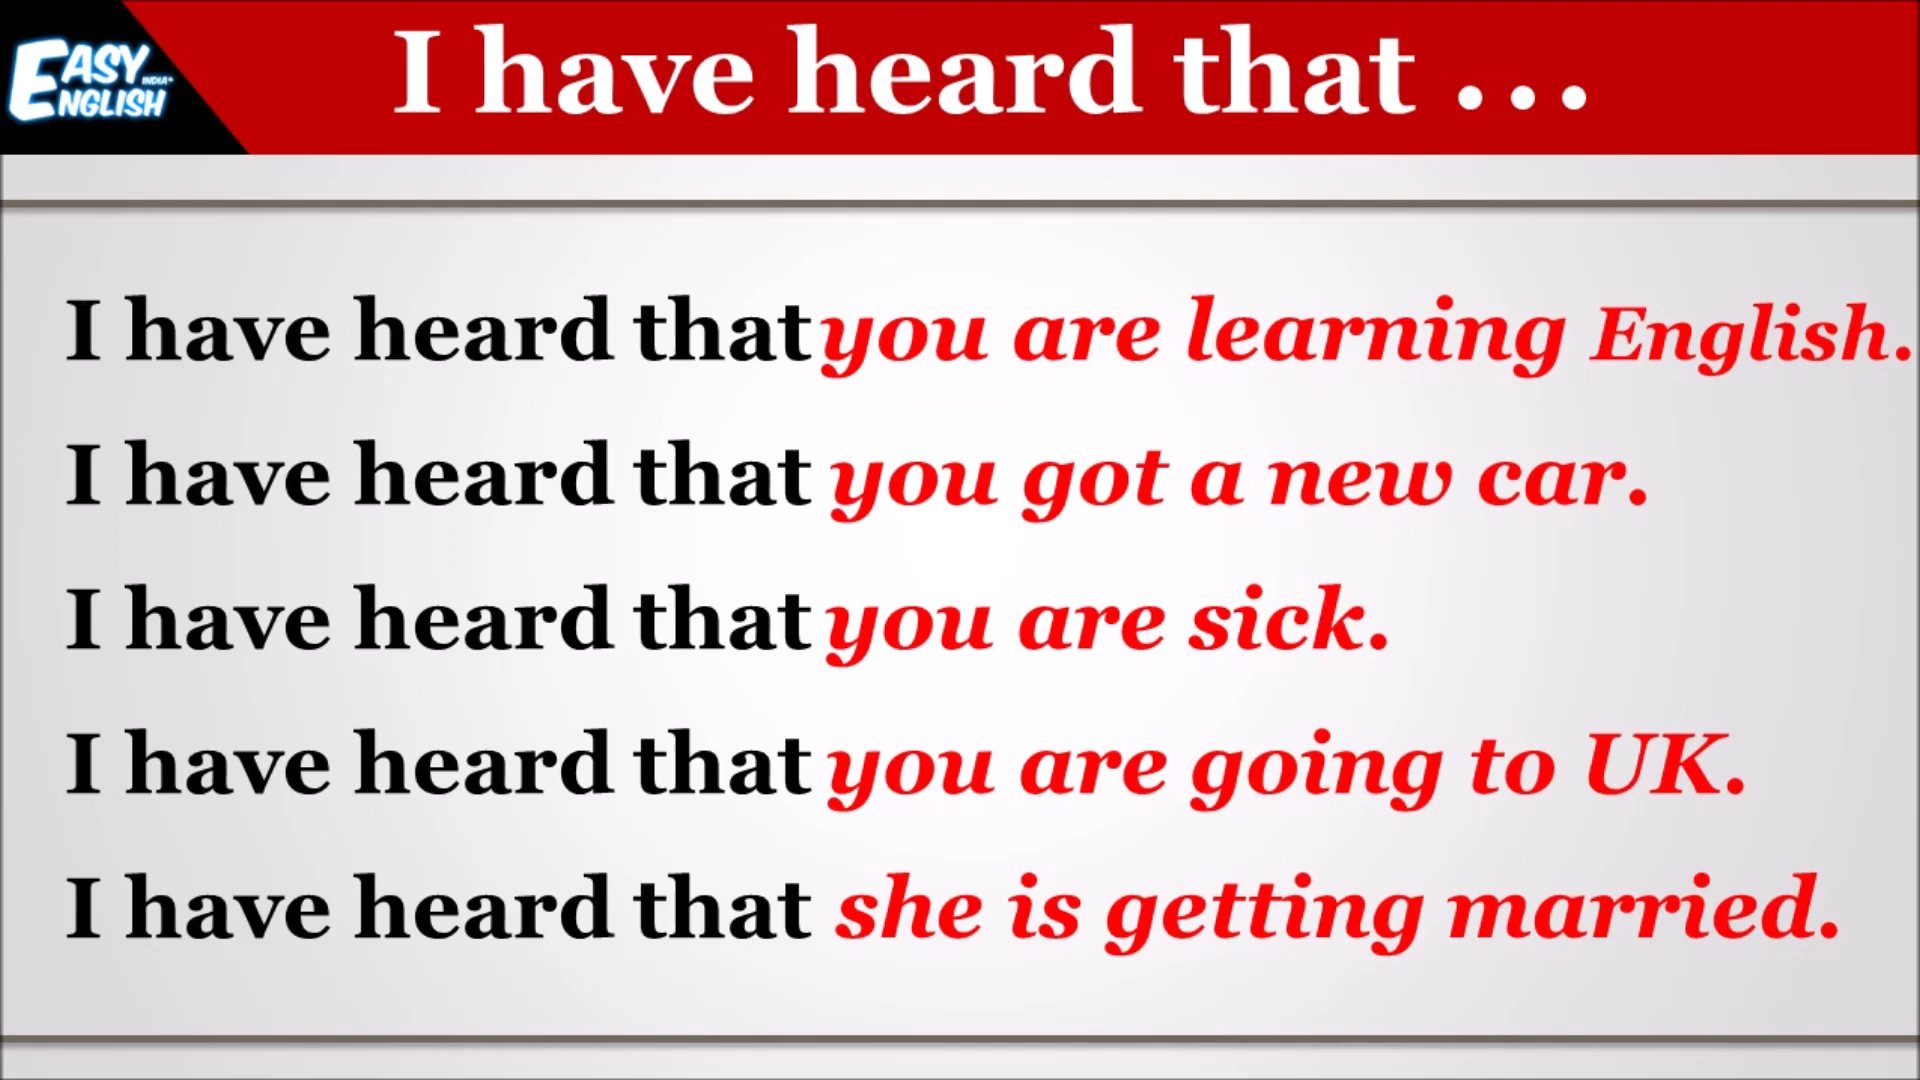 EASY
INDIA
ENGLISH
I have heard that ...
I have heard that you are learning English.
I have heard that you got a new car.
I have heard that you are sick.
I have heard that you are going to UK.
I have heard that she is getting married.